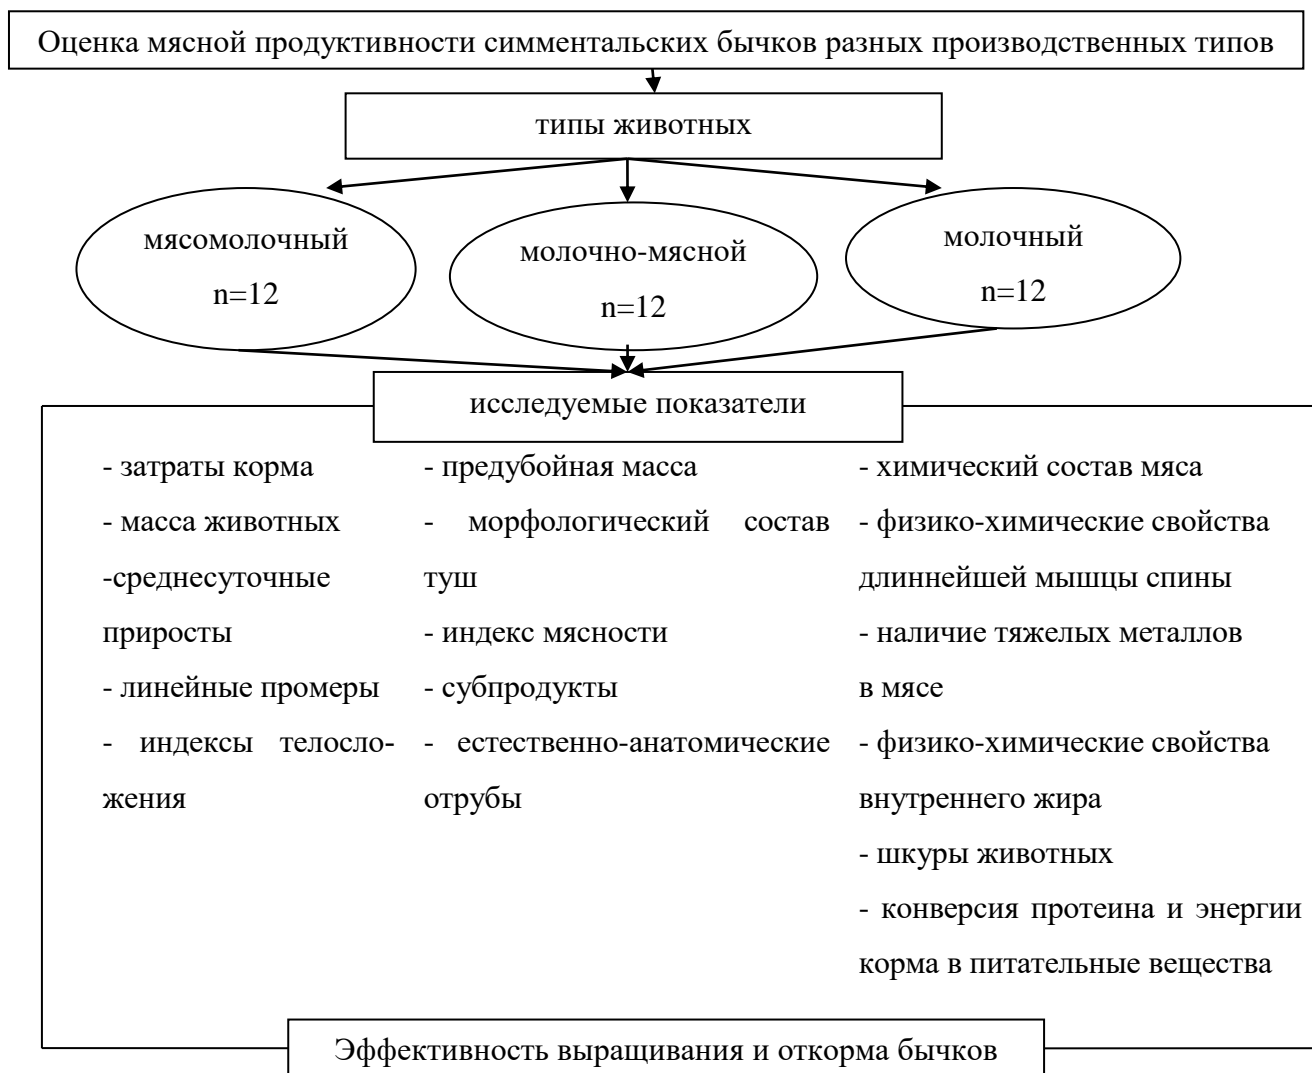 Оценка мясной продуктивности симментальских бычков разных производственных типов
типы животных
мясомолочный
n=12
молочно-мясной
n=12
молочный
n=12
исследуемые показатели
- затраты корма
- масса животных
-среднесуточные
приросты
- линейные промеры
- индексы телосло-
жения
- предубойная масса
- морфологический состав
туш
- индекс мясности
- субпродукты
- естественно-анатомические
отрубы
- химический состав мяса
- физико-химические свойства
длиннейшей мышцы спины
- наличие тяжелых металлов
в мясе
- физико-химические свойства
внутреннего жира
- шкуры животных
- конверсия протеина и энергии
корма в питательные вещества
Эффективность выращивания и откорма бычков